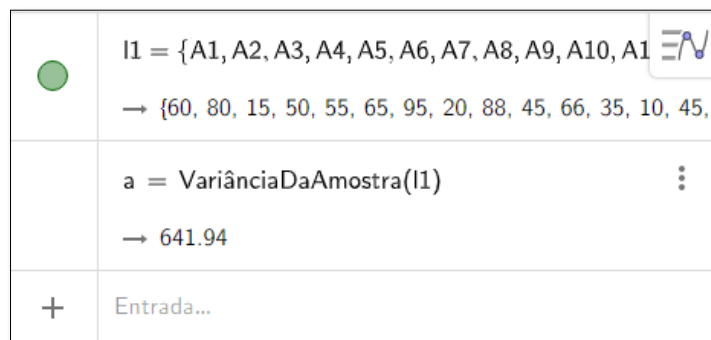 l1 = {A1, A2, A3, A4, A5, A6, A7, A8, A9, A10, A1
→ {60, 80, 15, 50, 55, 65, 95, 20, 88, 45, 66, 35, 10, 45,
a = VariânciaDaAmostra(l1)
→ 641.94
+ Entrada...